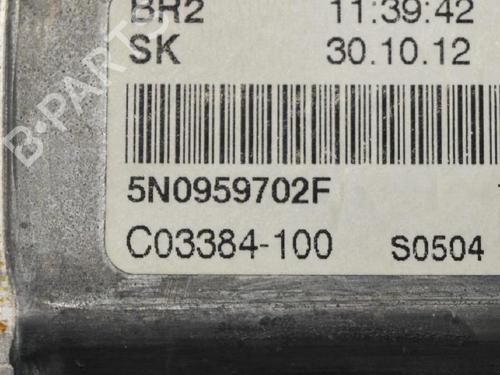 BR2 11:39:42
SK 30.10.12
5N0959702F
C03384-100 S0504
B-PARTS